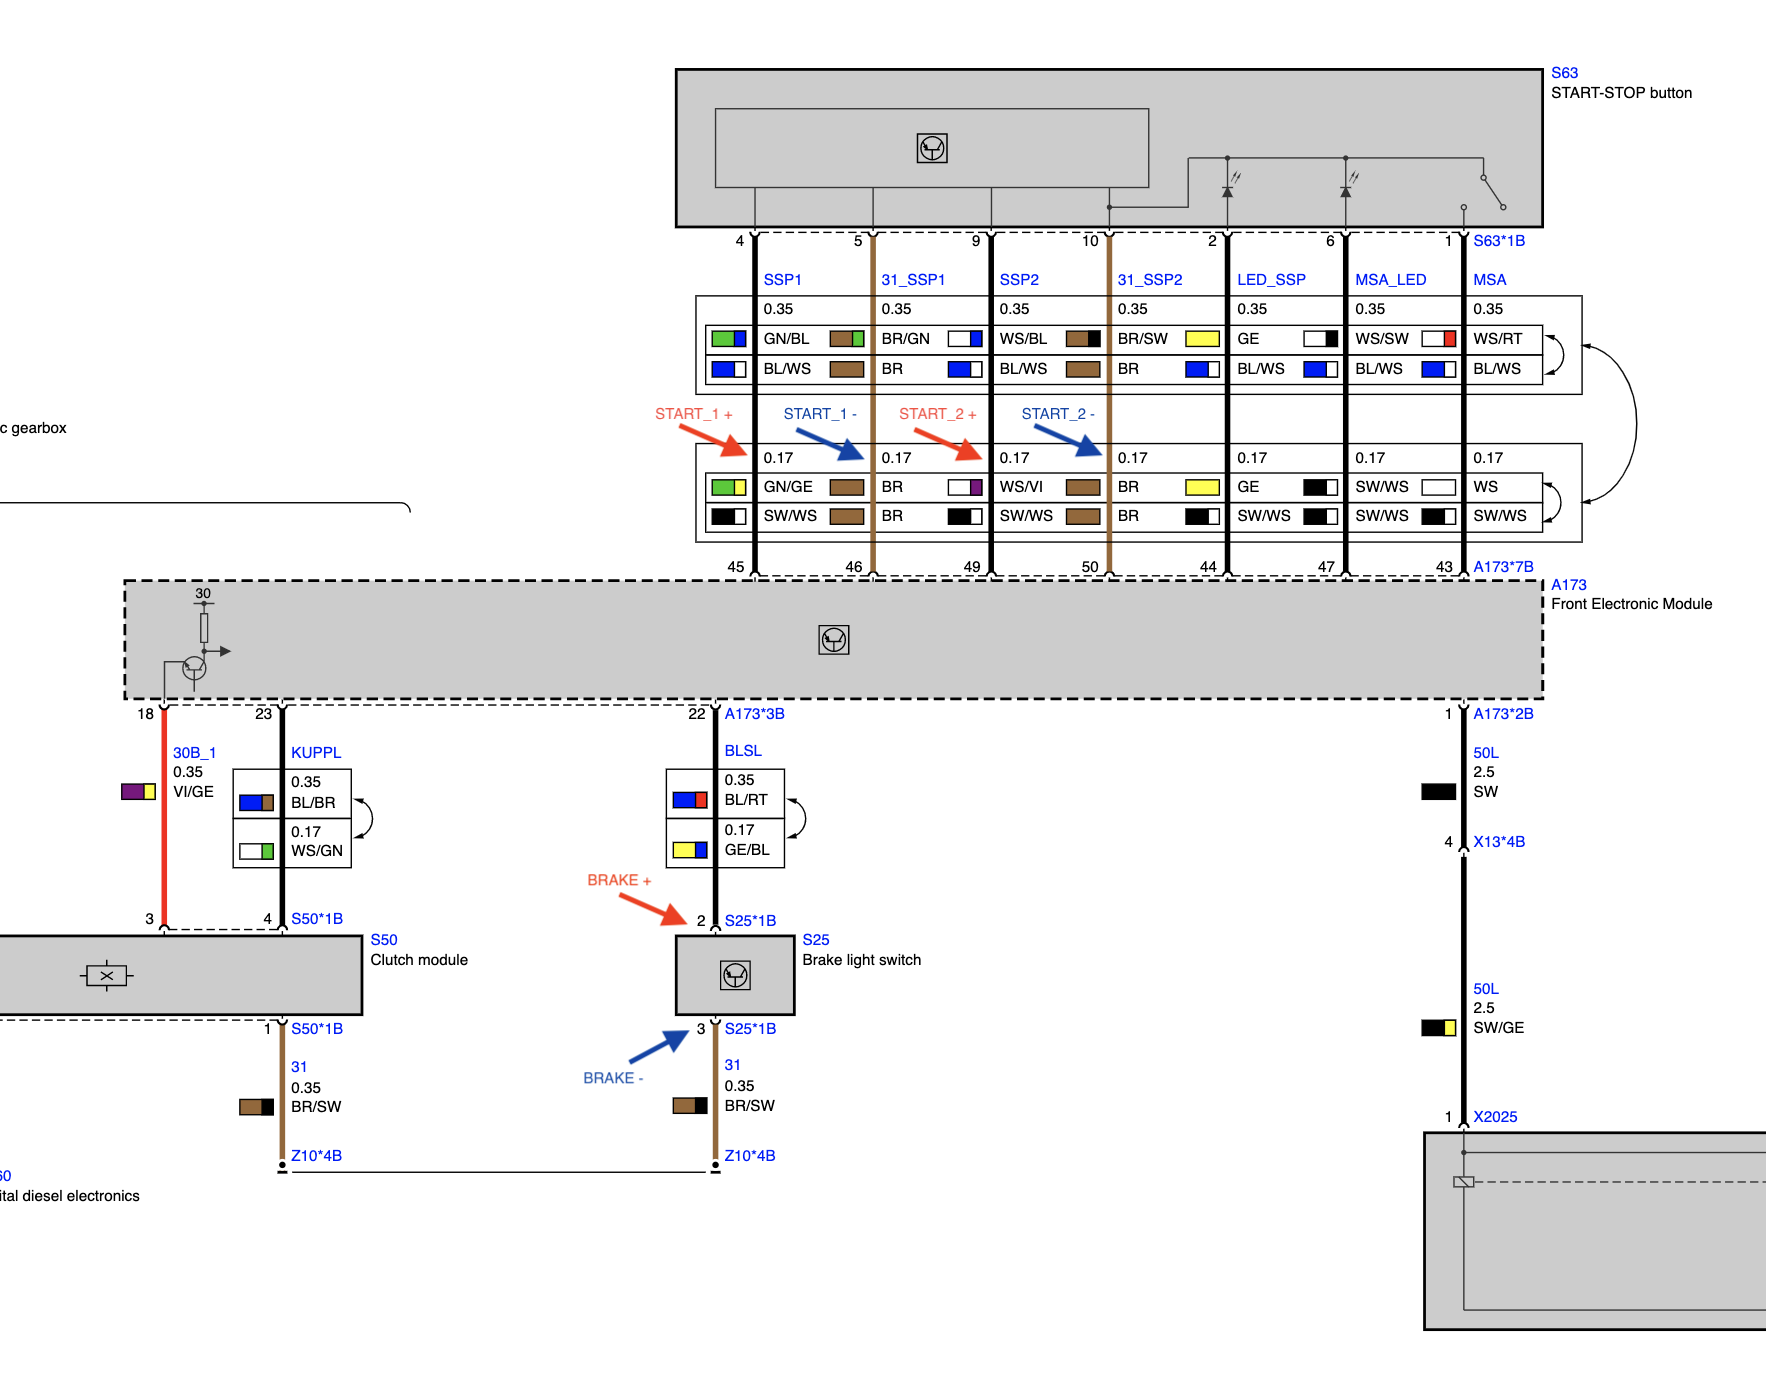 S63
START-STOP button
4 5 9 10 2 6 1 S63*1B
SSP1 31_SSP1 SSP2 31_SSP2 LED_SSP MSA_LED MSA
0.35 0.35 0.35 0.35 0.35 0.35 0.35
GN/BL BR/GN WS/BL BR/SW GE WS/SW WS/RT
BL/WS BR BL/WS BR BL/WS BL/WS BL/WS
START_1 + START_1 - START_2 + START_2 -
c gearbox
0.17 0.17 0.17 0.17 0.17 0.17 0.17
GN/GE BR WS/VI BR GE SW/WS WS
SW/WS BR SW/WS BR SW/WS SW/WS SW/WS
45 46 49 50 44 47 43 A173*7B
A173
Front Electronic Module
30
18 23 22 A173*3B 1 A173*2B
30B_1 KUPPL BLSL 50L
0.35 0.35 0.35 2.5
VI/GE BL/BR BL/RT SW
0.17 0.17
WS/GN GE/BL
4 X13*4B
BRAKE +
3 4 S50*1B 2 S25*1B
S50 S25
Clutch module Brake light switch
50L
2.5
SW/GE
1 S50*1B 3 S25*1B
31 31
BRAKE -
0.35 0.35
BR/SW BR/SW
1 X2025
Z10*4B Z10*4B
60
ital diesel electronics